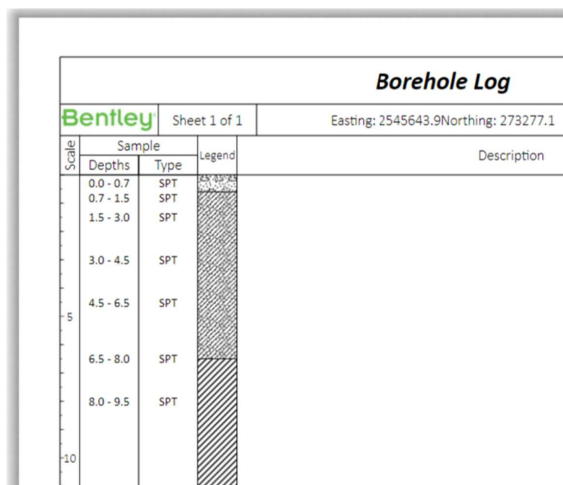 Borehole Log
Bentley Sheet 1 of 1 Easting: 2545643.9Northing: 273277.1
Scale Sample Legend Description
Depths Type
0.0 - 0.7 SPT
0.7 - 1.5 SPT
1.5 - 3.0 SPT
3.0 - 4.5 SPT
4.5 - 6.5 SPT
5
6.5 - 8.0 SPT
8.0 - 9.5 SPT
10